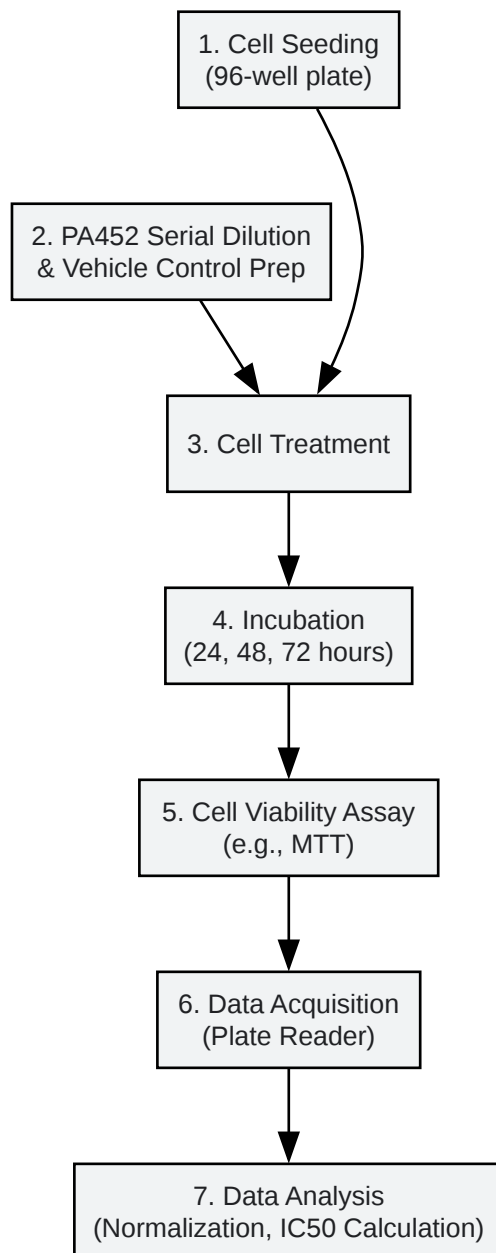 1. Cell Seeding
(96-well plate)
2. PA452 Serial Dilution
& Vehicle Control Prep
3. Cell Treatment
4. Incubation
(24, 48, 72 hours)
5. Cell Viability Assay
(e.g., MTT)
6. Data Acquisition
(Plate Reader)
7. Data Analysis
(Normalization, IC50 Calculation)